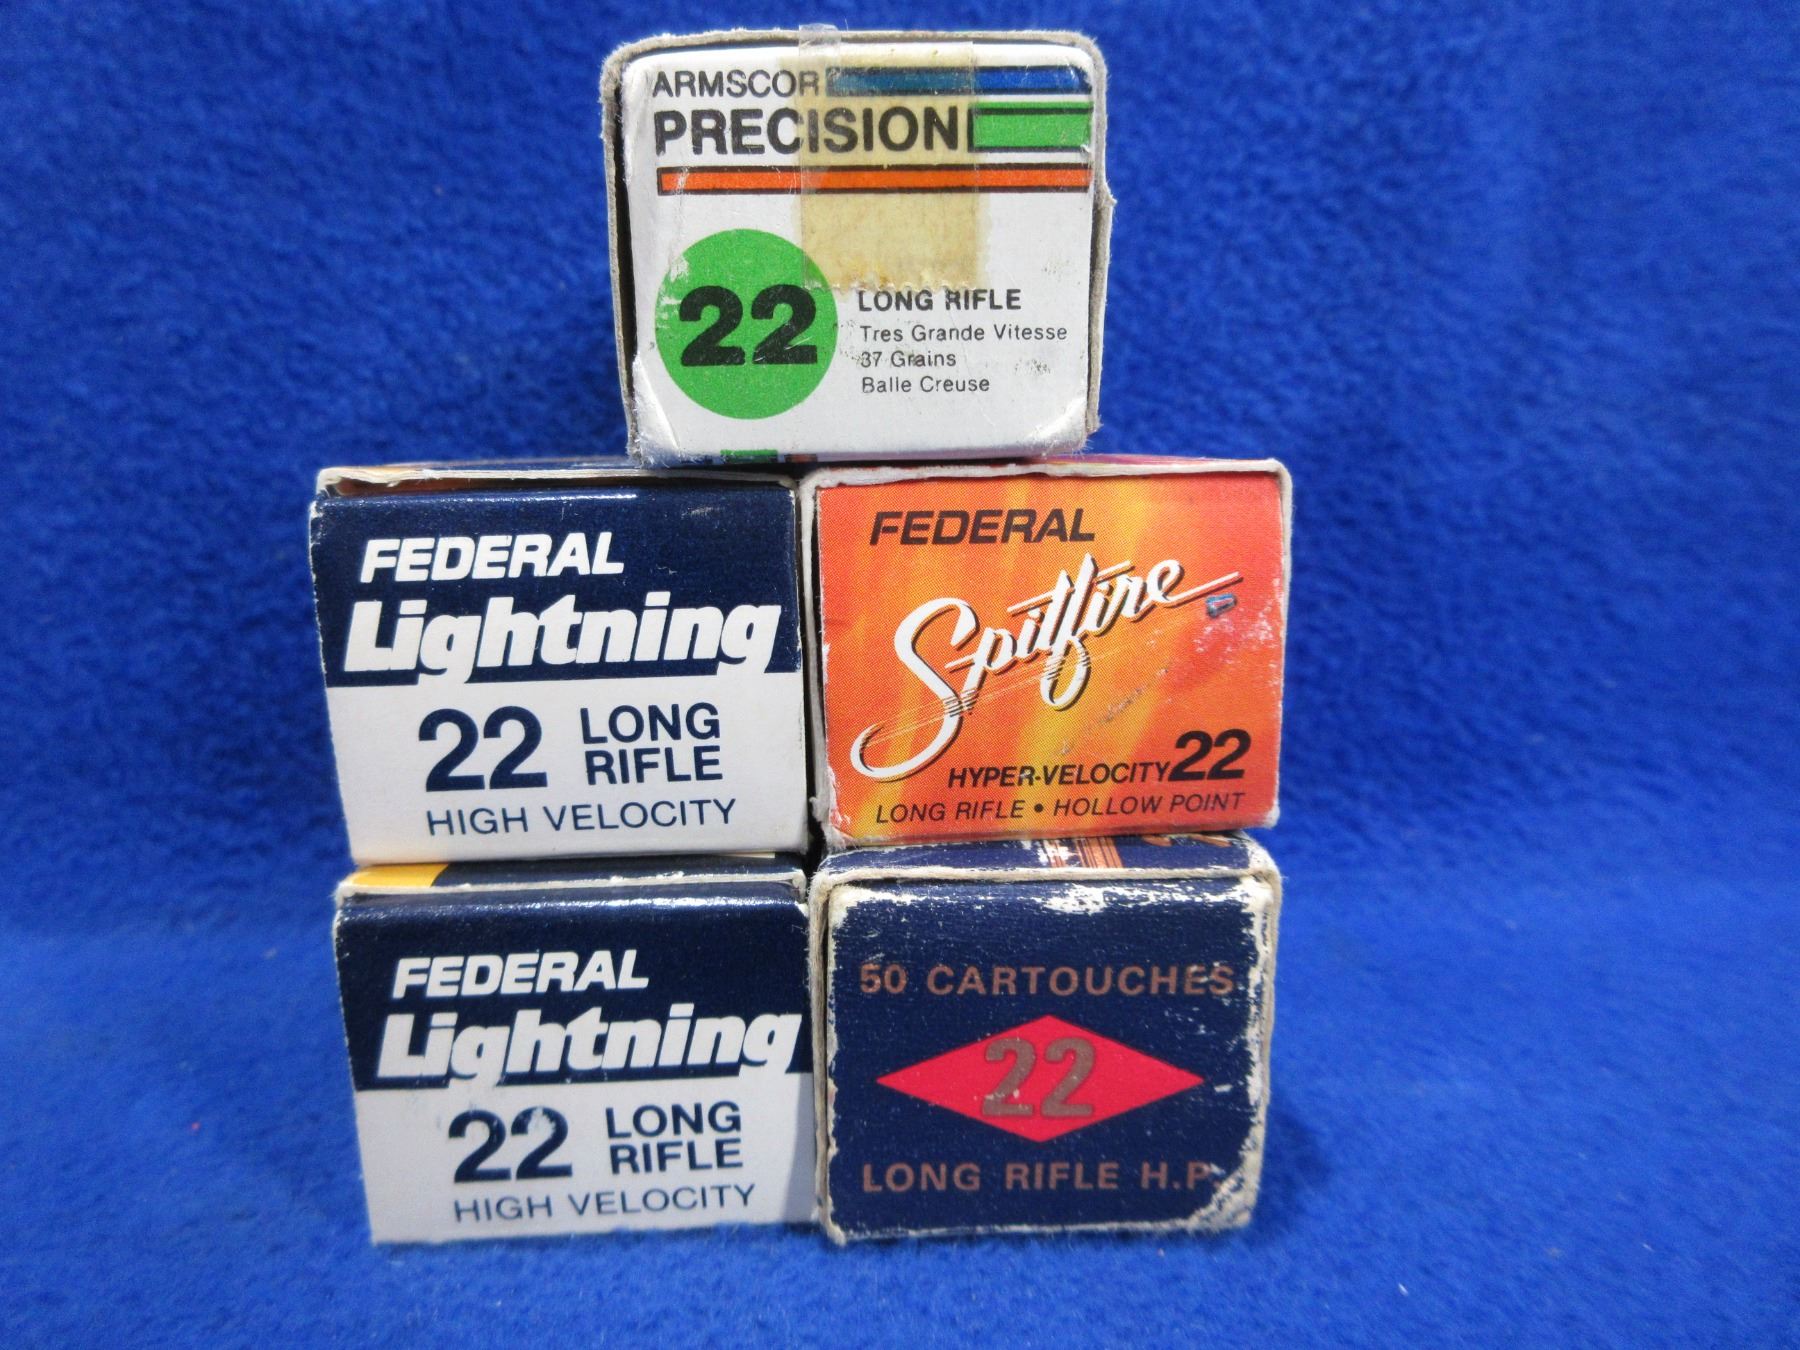 ARMSCOR
PRECISION
22
LONG RIFLE
Tres Grande Vitesse
37 Grains
Balle Creuse
FEDERAL
Lightning
22 LONG
RIFLE
HIGH VELOCITY
FEDERAL
Spitfire
HYPER-VELOCITY 22
LONG RIFLE • HOLLOW POINT
FEDERAL
Lightning
22 LONG
RIFLE
HIGH VELOCITY
50 CARTOUCHES
22
LONG RIFLE H.P.